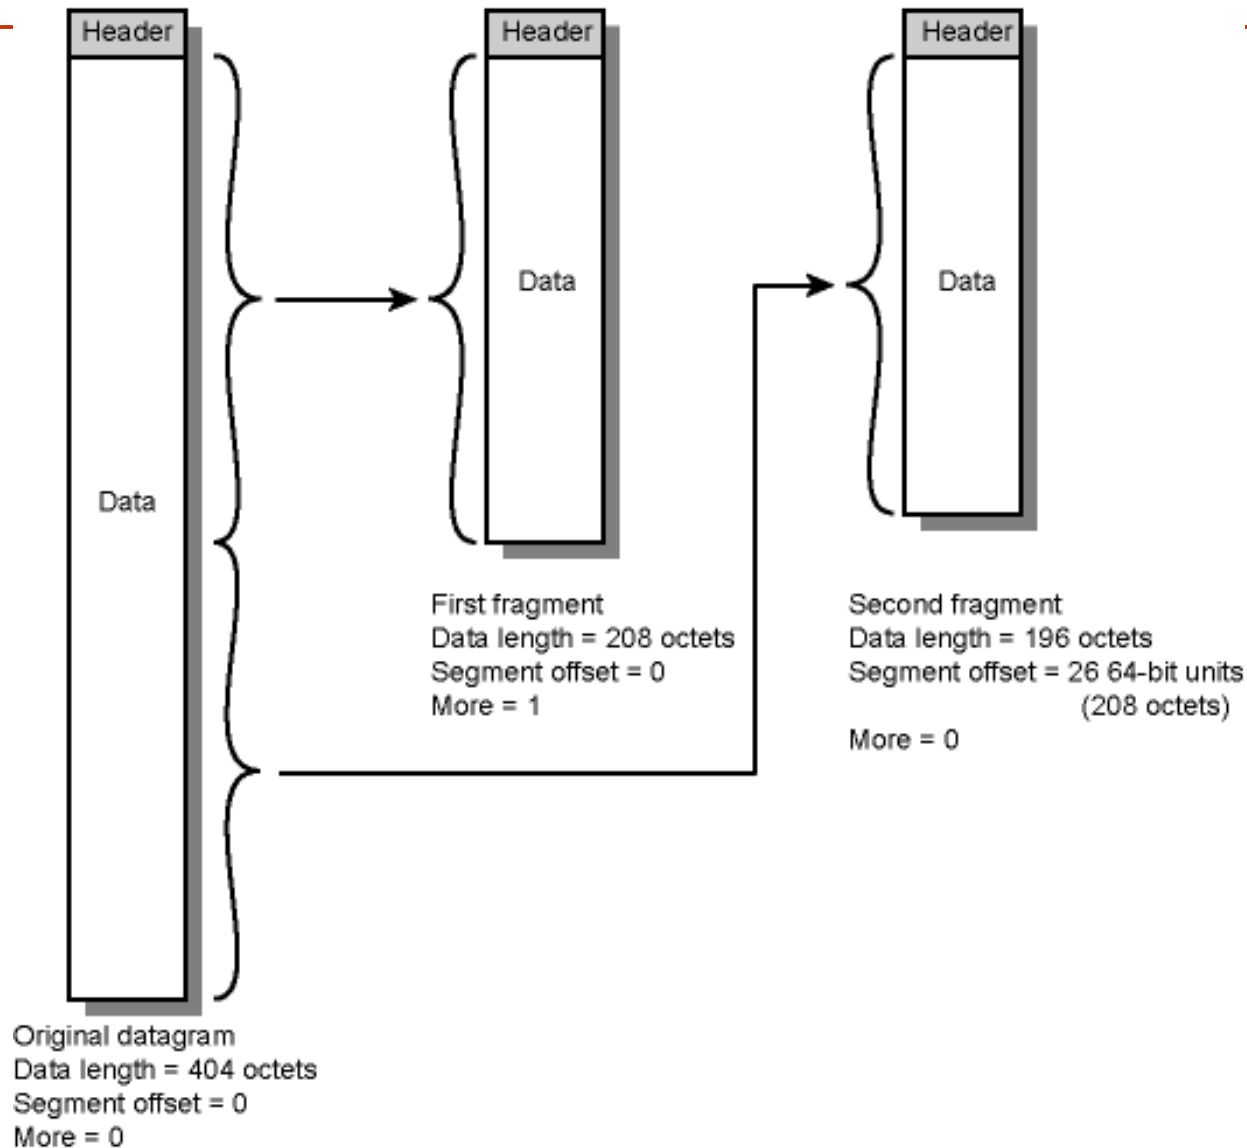 Header
Header
Header
Data
Data
Data
First fragment
Data length = 208 octets
Segment offset = 0
More = 1
Second fragment
Data length = 196 octets
Segment offset = 26 64-bit units
(208 octets)
More = 0
Original datagram
Data length = 404 octets
Segment offset = 0
More = 0